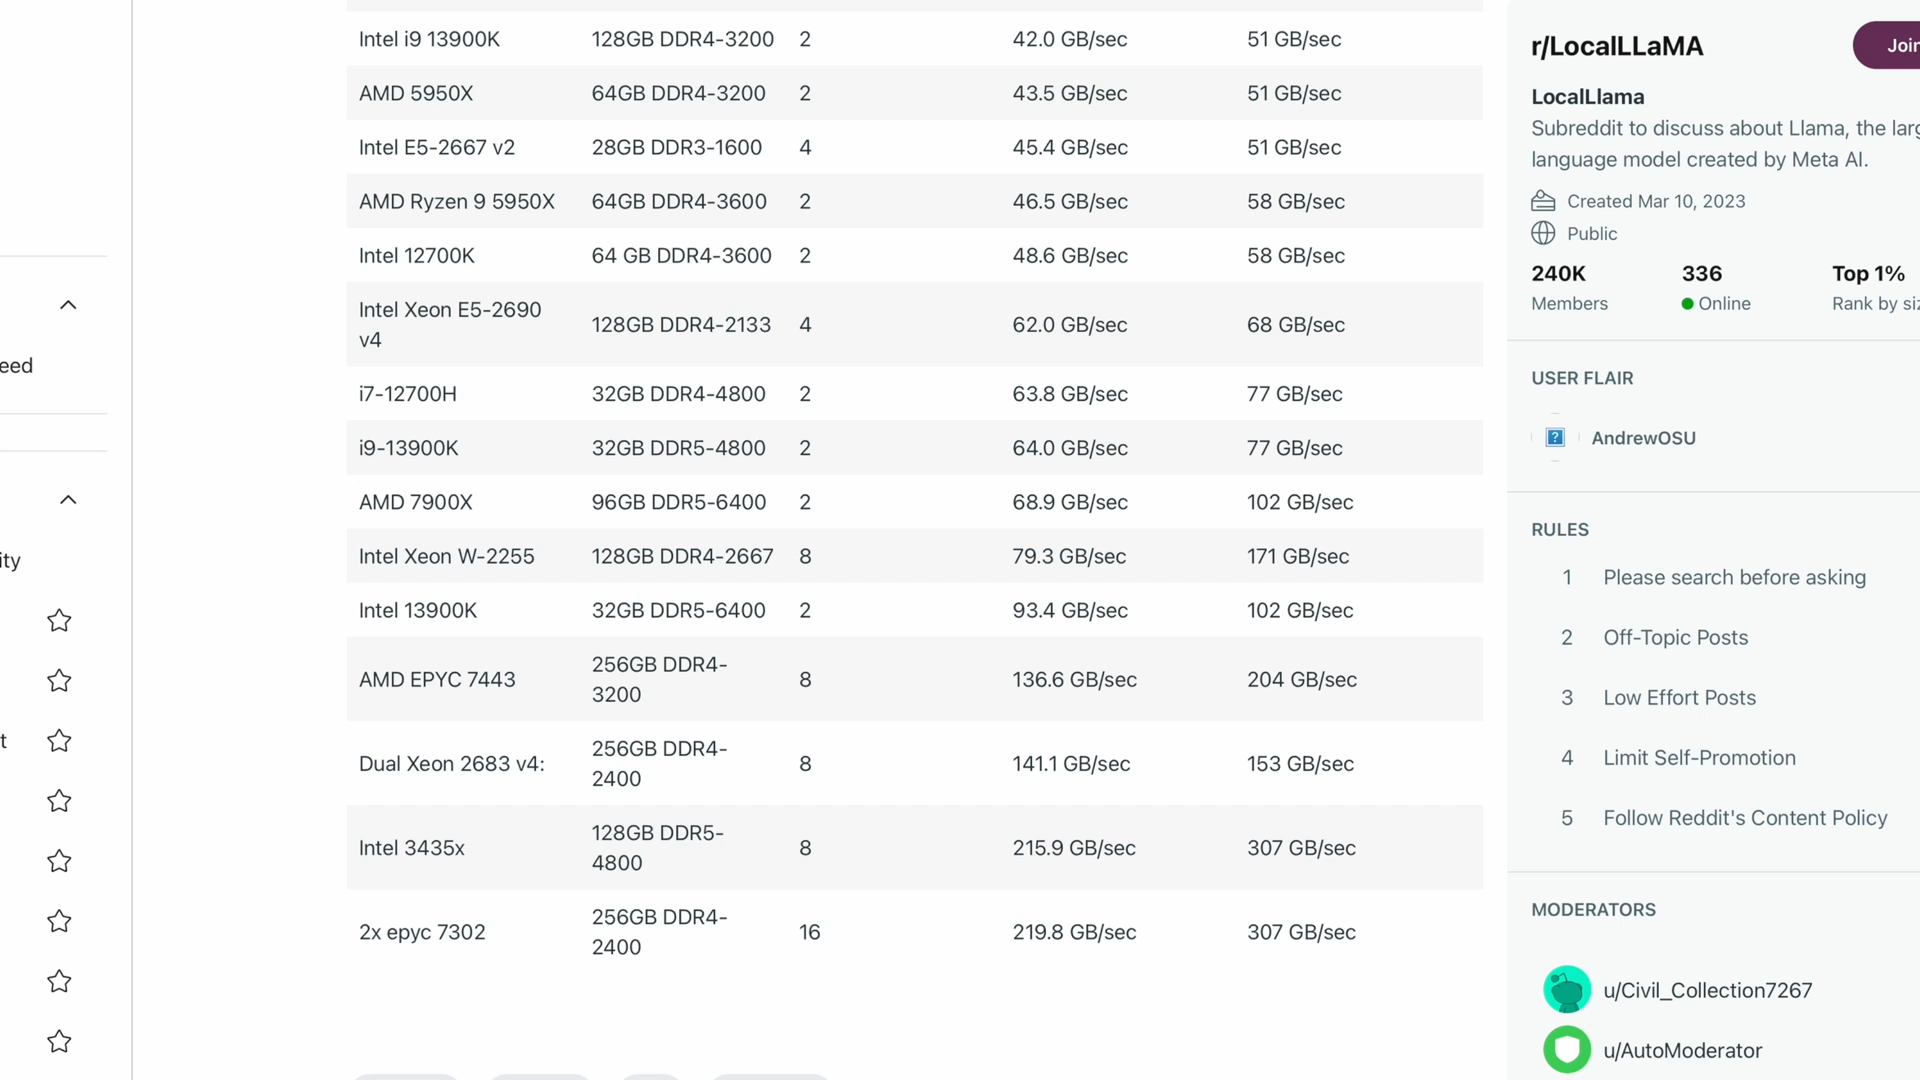 Intel i9 13900K 128GB DDR4-3200 2 42.0 GB/sec 51 GB/sec
AMD 5950X 64GB DDR4-3200 2 43.5 GB/sec 51 GB/sec
Intel E5-2667 v2 28GB DDR3-1600 4 45.4 GB/sec 51 GB/sec
AMD Ryzen 9 5950X 64GB DDR4-3600 2 46.5 GB/sec 58 GB/sec
Intel 12700K 64 GB DDR4-3600 2 48.6 GB/sec 58 GB/sec
Intel Xeon E5-2690
v4 128GB DDR4-2133 4 62.0 GB/sec 68 GB/sec
i7-12700H 32GB DDR4-4800 2 63.8 GB/sec 77 GB/sec
i9-13900K 32GB DDR5-4800 2 64.0 GB/sec 77 GB/sec
AMD 7900X 96GB DDR5-6400 2 68.9 GB/sec 102 GB/sec
Intel Xeon W-2255 128GB DDR4-2667 8 79.3 GB/sec 171 GB/sec
Intel 13900K 32GB DDR5-6400 2 93.4 GB/sec 102 GB/sec
AMD EPYC 7443 256GB DDR4-
3200 8 136.6 GB/sec 204 GB/sec
Dual Xeon 2683 v4: 256GB DDR4-
2400 8 141.1 GB/sec 153 GB/sec
Intel 3435x 128GB DDR5-
4800 8 215.9 GB/sec 307 GB/sec
2x epyc 7302 256GB DDR4-
2400 16 219.8 GB/sec 307 GB/sec
eed
ity
t
r/LocalLLaMA
Join
LocalLlama
Subreddit to discuss about Llama, the larg
language model created by Meta AI.
Created Mar 10, 2023
Public
240K 336 Top 1%
Members Online Rank by siz
USER FLAIR
AndrewOSU
RULES
1 Please search before asking
2 Off-Topic Posts
3 Low Effort Posts
4 Limit Self-Promotion
5 Follow Reddit's Content Policy
MODERATORS
u/Civil_Collection7267
u/AutoModerator